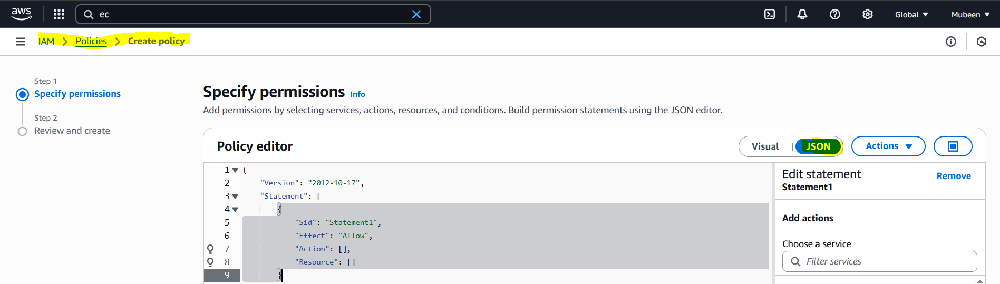 aws
ec
Global
Mubeen
IAM > Policies > Create policy
Step 1
Specify permissions
Step 2
Review and create
Specify permissions Info
Add permissions by selecting services, actions, resources, and conditions. Build permission statements using the JSON editor.
Policy editor
Visual
JSON
Actions
1 {
2 "Version": "2012-10-17",
3 "Statement": [
4 {
5 "Sid": "Statement1",
6 "Effect": "Allow",
7 "Action": [],
8 "Resource": []
9 }
Edit statement
Remove
Statement1
Add actions
Choose a service
Filter services